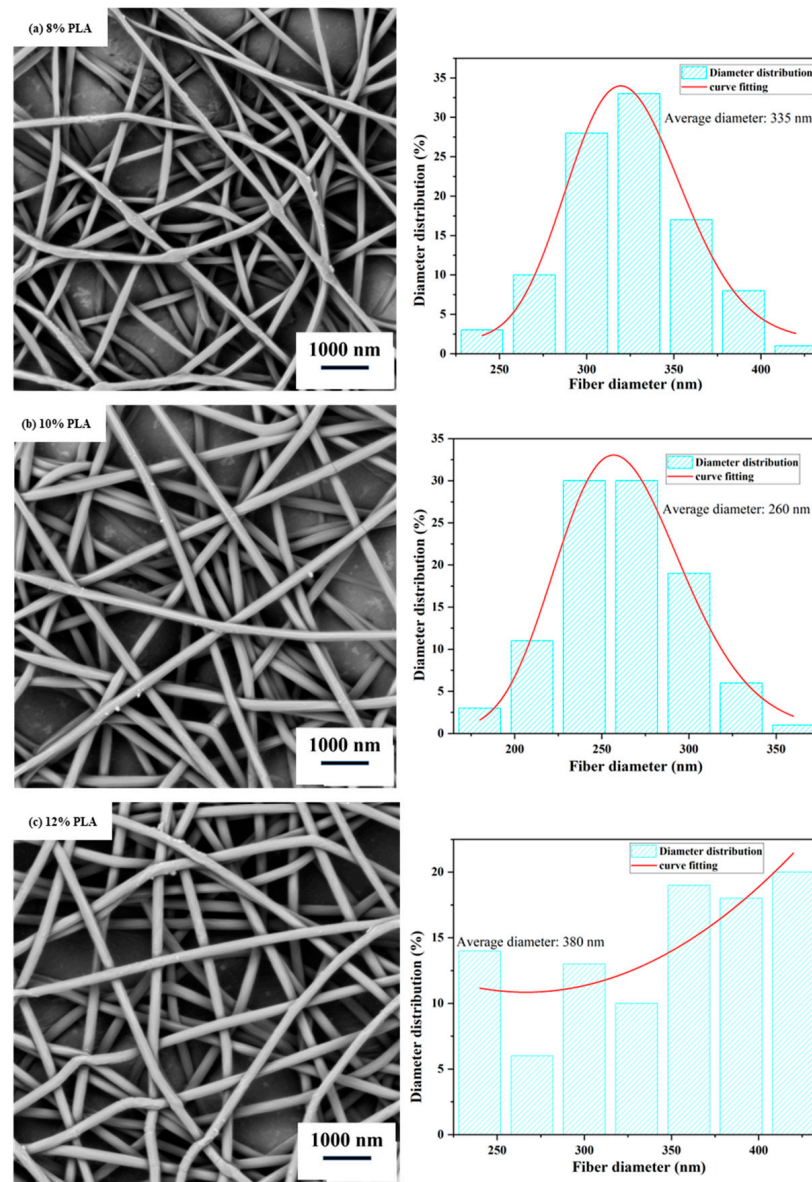 (a) 8% PLA
1000 nm
Diameter distribution
curve fitting
Average diameter: 335 nm
Diameter distribution (%)
35
30
25
20
15
10
5
0
250 300 350 400
Fiber diameter (nm)
(b) 10% PLA
1000 nm
Diameter distribution
curve fitting
Average diameter: 260 nm
Diameter distribution (%)
35
30
25
20
15
10
5
0
200 250 300 350
Fiber diameter (nm)
(c) 12% PLA
1000 nm
Diameter distribution
curve fitting
Average diameter: 380 nm
Diameter distribution (%)
20
15
10
5
0
250 300 350 400
Fiber diameter (nm)